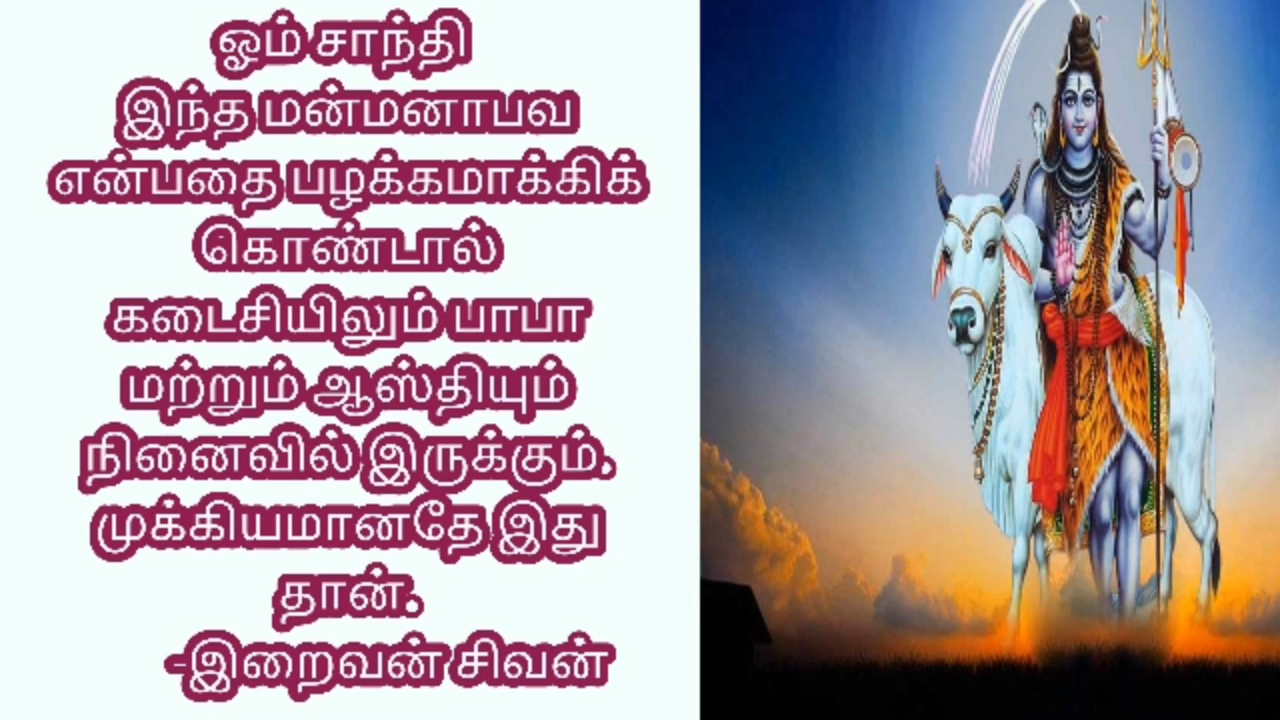 ஓம் சாந்தி
இந்த மன்மனாபவ
என்பதை பழக்கமாக்கிக்
கொண்டால்
கடைசியிலும் பாபா
மற்றும் ஆஸ்தியும்
நினைவில் இருக்கும்.
முக்கியமானதே இது
தான்.
-இறைவன் சிவன்